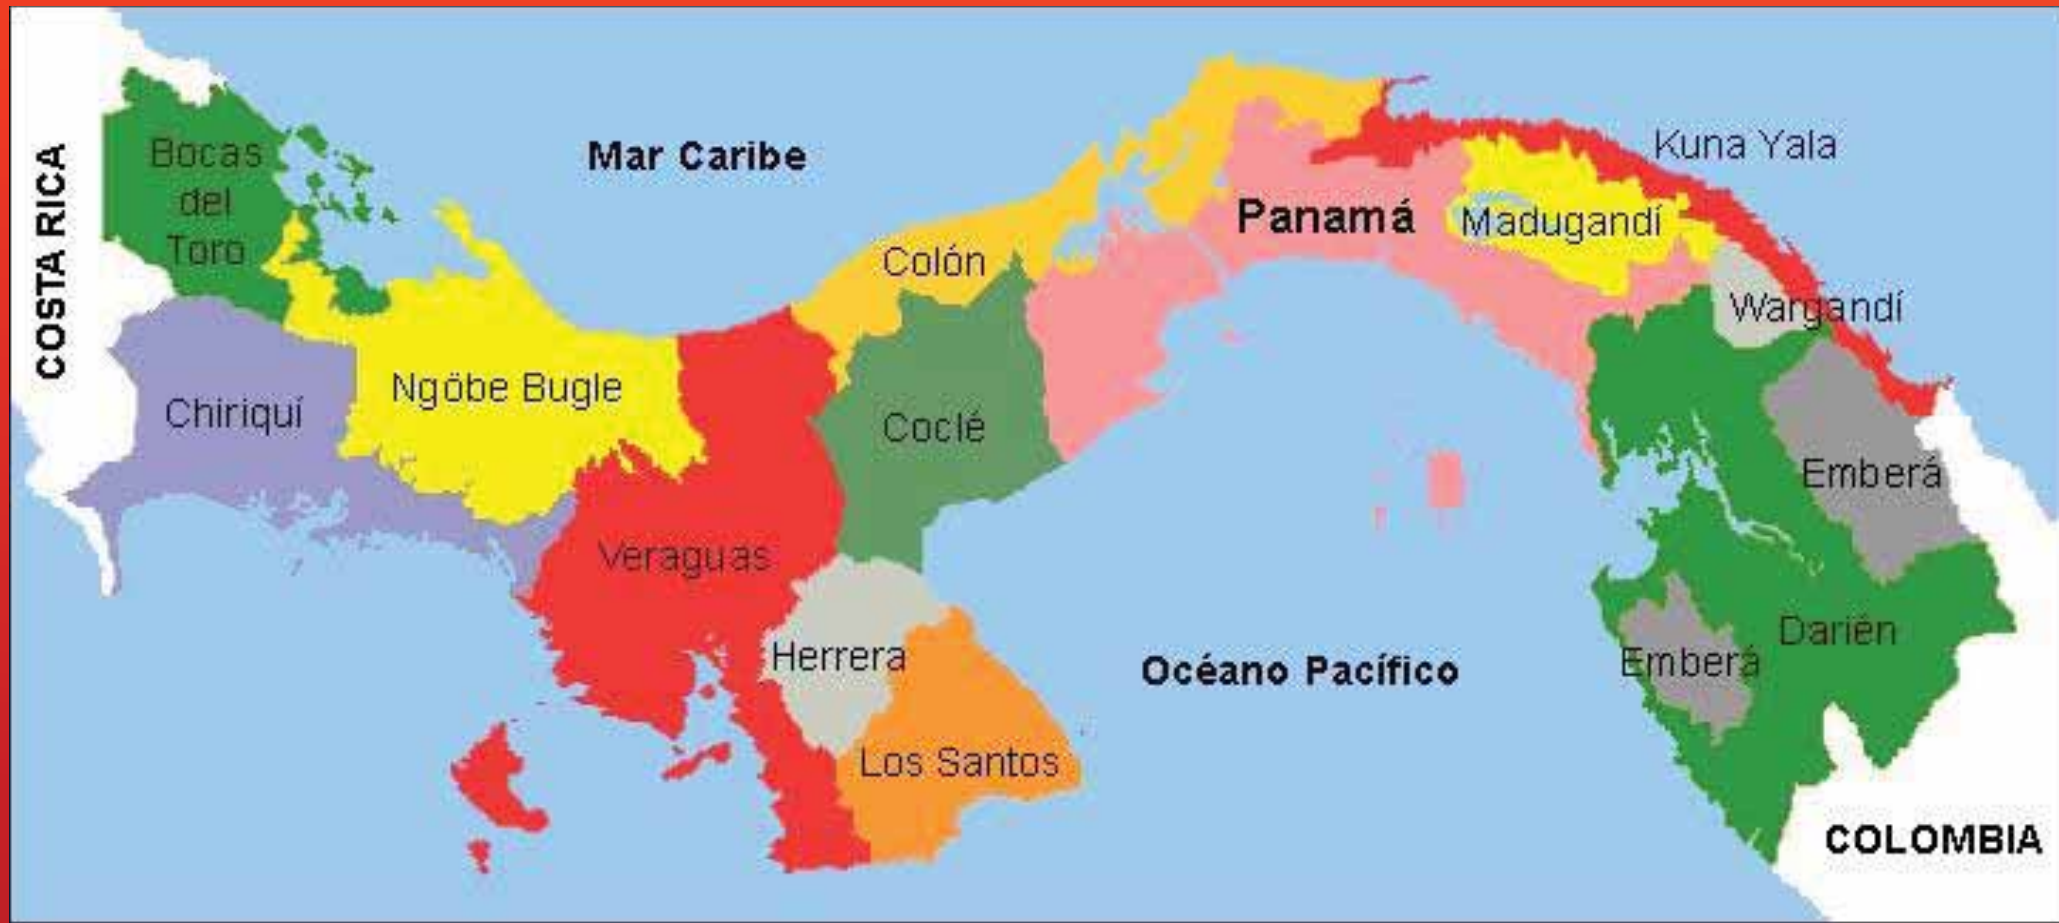 COSTA RICA
Bocas
del
Toro
Mar Caribe
Kuna Yala
Panamá
Madugandí
Colón
Wargandí
Chiriquí
Ngöbe Bugle
Coclé
Emberá
Veraguas
Herrera
Darién
Emberá
Océano Pacífico
Los Santos
COLOMBIA